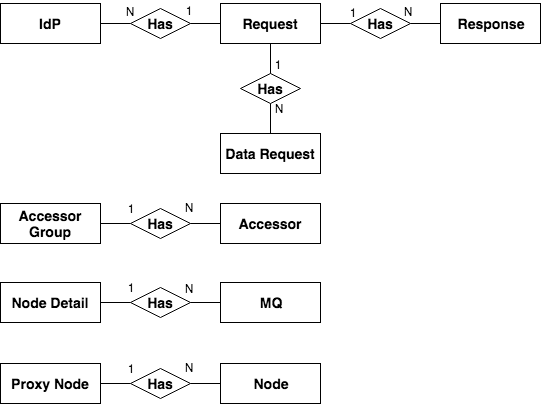 IdP N Has 1 Request 1 Has N Response
1
Has
N
Data Request
Accessor
Group
1 Has N Accessor
Node Detail 1 Has N MQ
Proxy Node 1 Has N Node